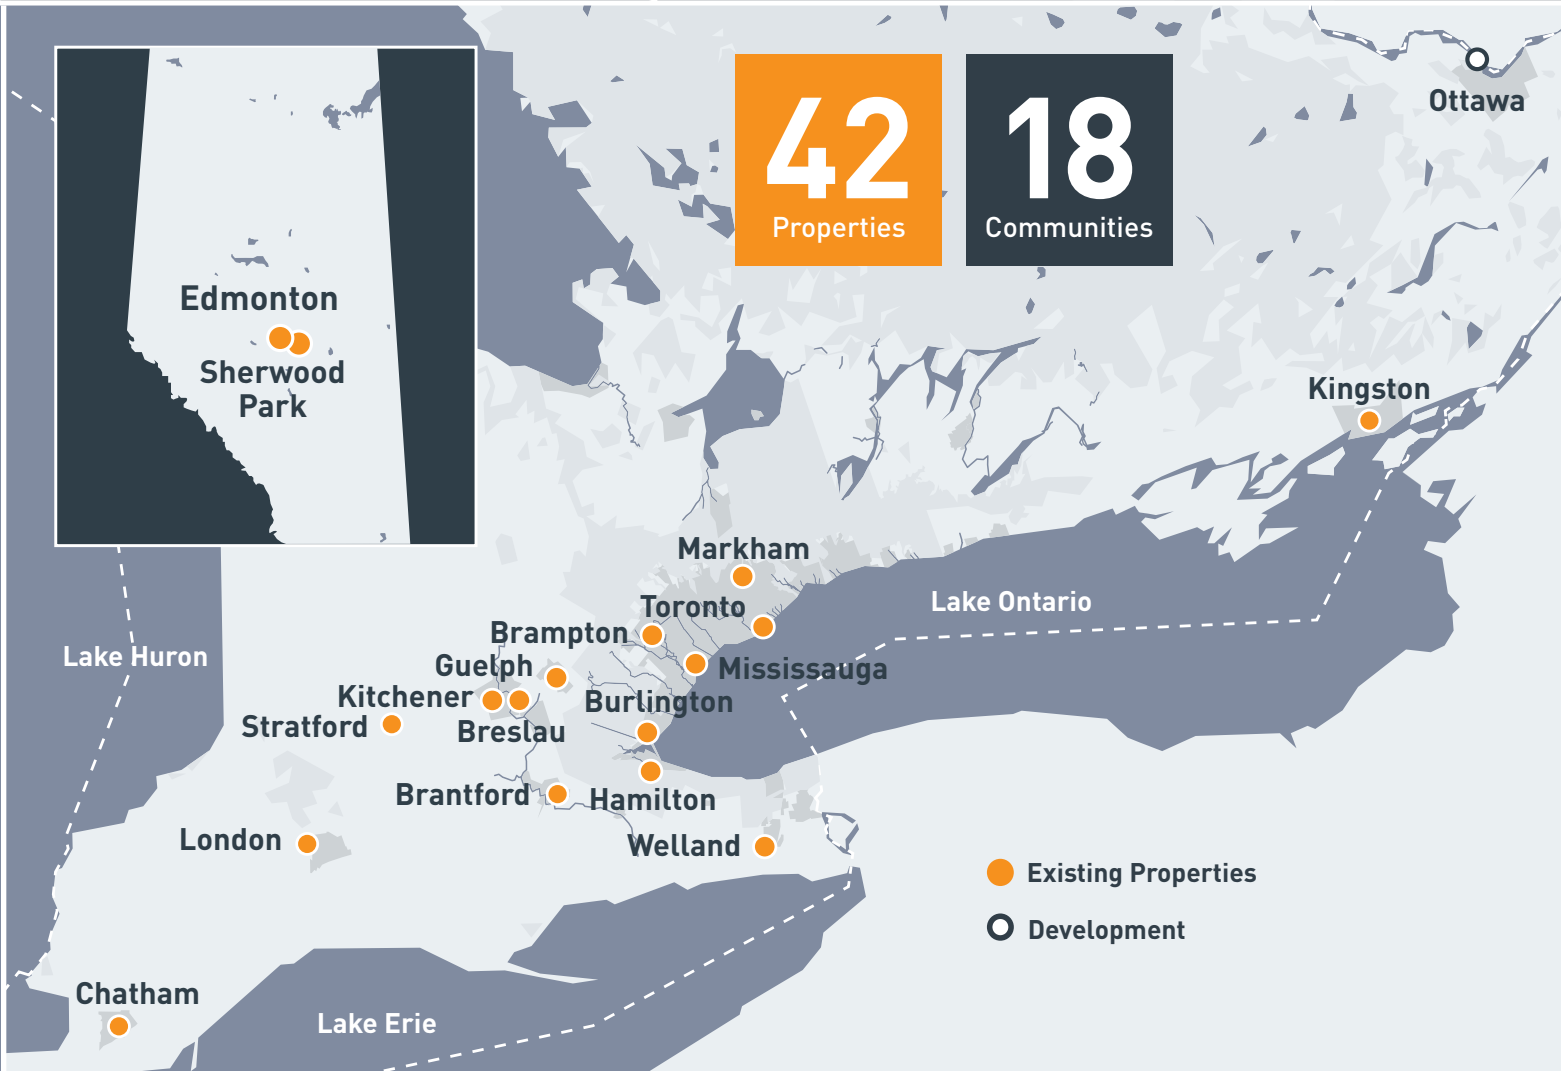 42
Properties
18
Communities
Ottawa
Edmonton
Sherwood
Park
Kingston
Markham
Toronto
Lake Ontario
Brampton
Lake Huron
Guelph
Mississauga
Kitchener
Burlington
Stratford
Breslau
Brantford
Hamilton
London
Welland
Existing Properties
Development
Chatham
Lake Erie